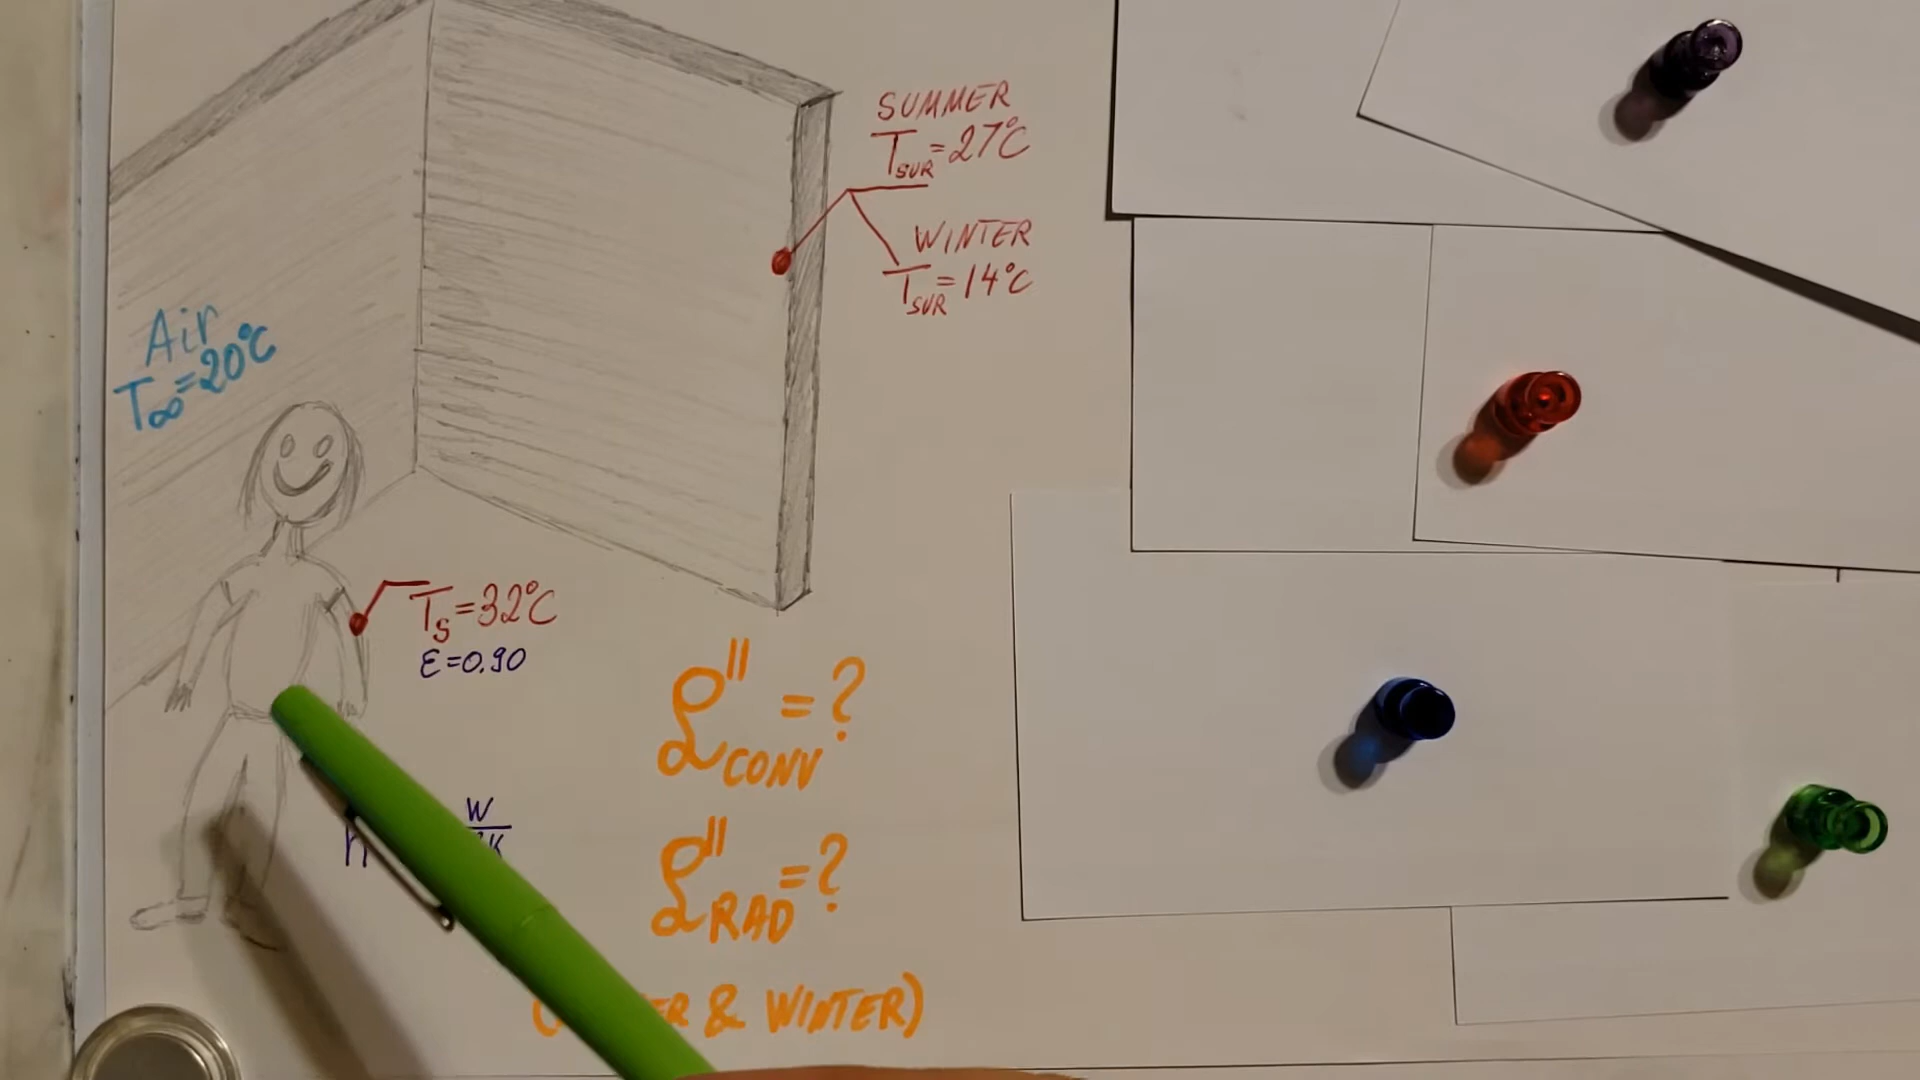 SUMMER
T_SUR=27°C
WINTER
T_SUR=14°C
Air
T∞=20°C
T_S=32°C
ε=0.90
q''_CONV=?
W
h
K
q''_RAD=?
& WINTER)